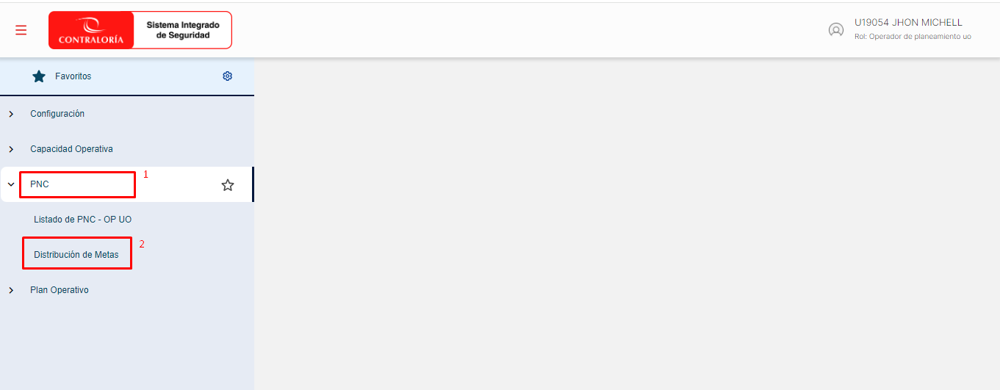 CONTRALORÍA
Sistema Integrado
de Seguridad
U19054 JHON MICHELL
Rol: Operador de planeamiento uo
Favoritos
Configuración
Capacidad Operativa
PNC
1
Listado de PNC - OP UO
2
Distribución de Metas
Plan Operativo